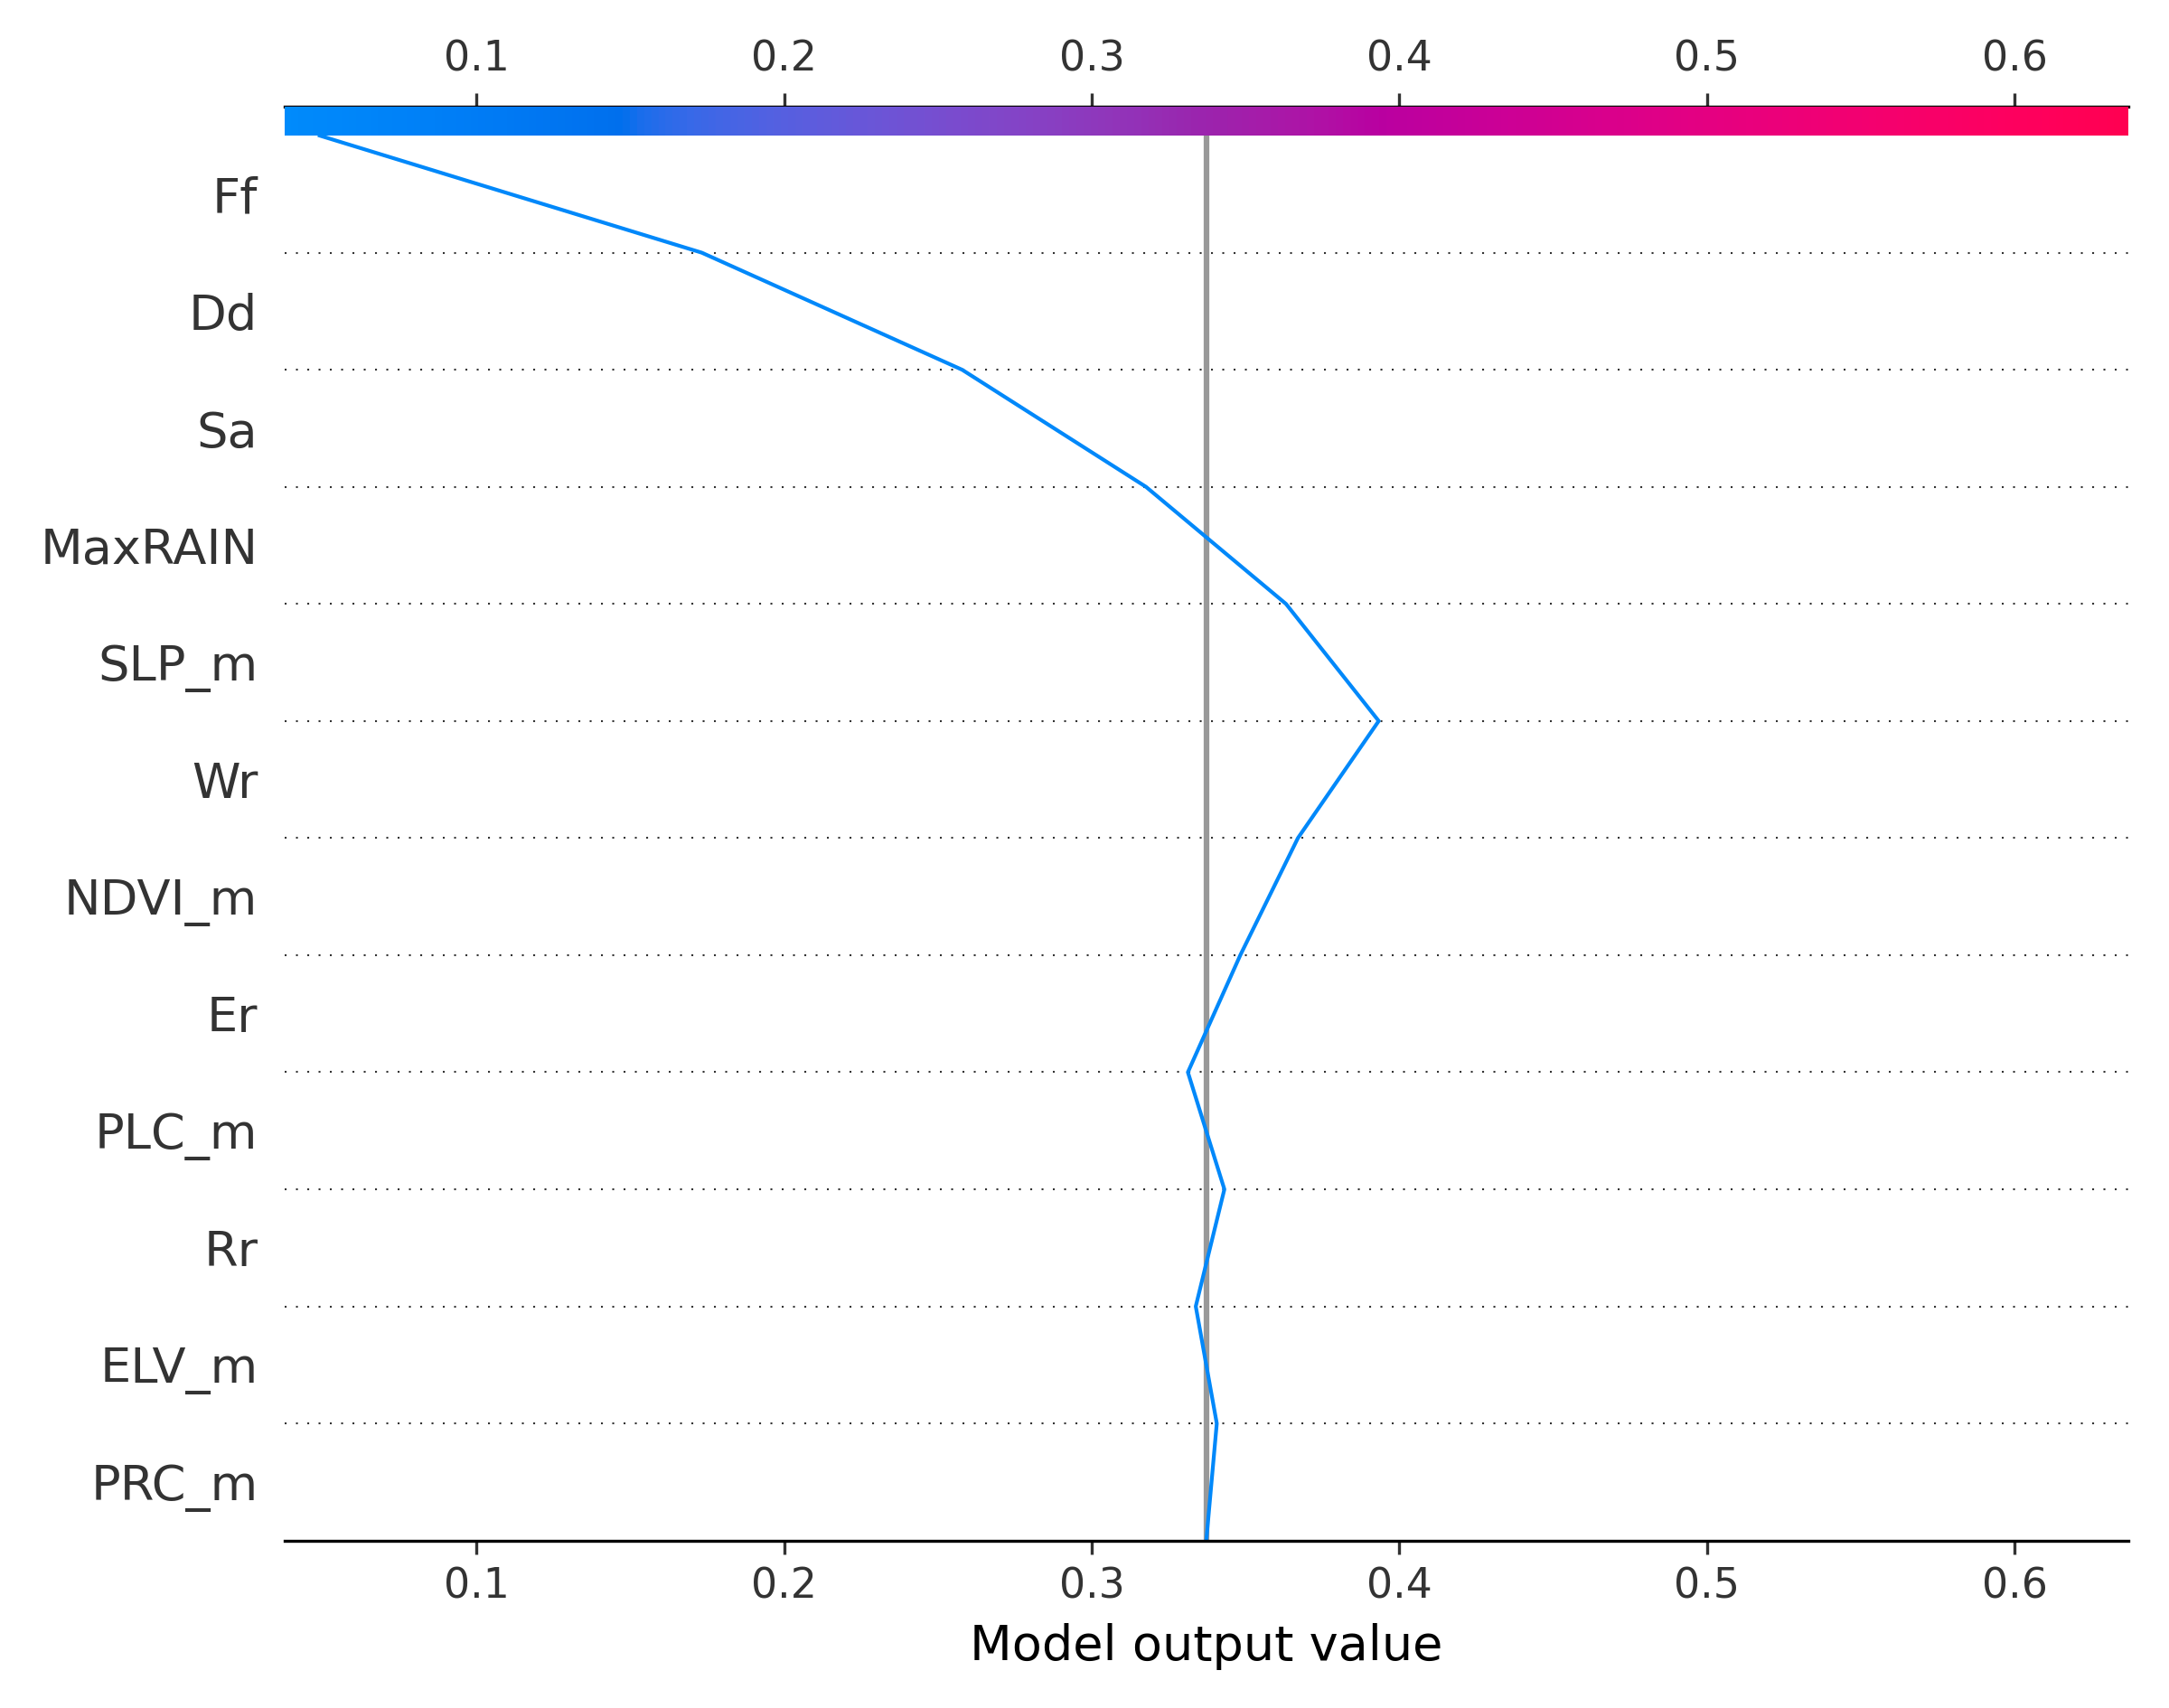 0.1 0.2 0.3 0.4 0.5 0.6
Ff
Dd
Sa
MaxRAIN
SLP_m
Wr
NDVI_m
Er
PLC_m
Rr
ELV_m
PRC_m
0.1 0.2 0.3 0.4 0.5 0.6
Model output value